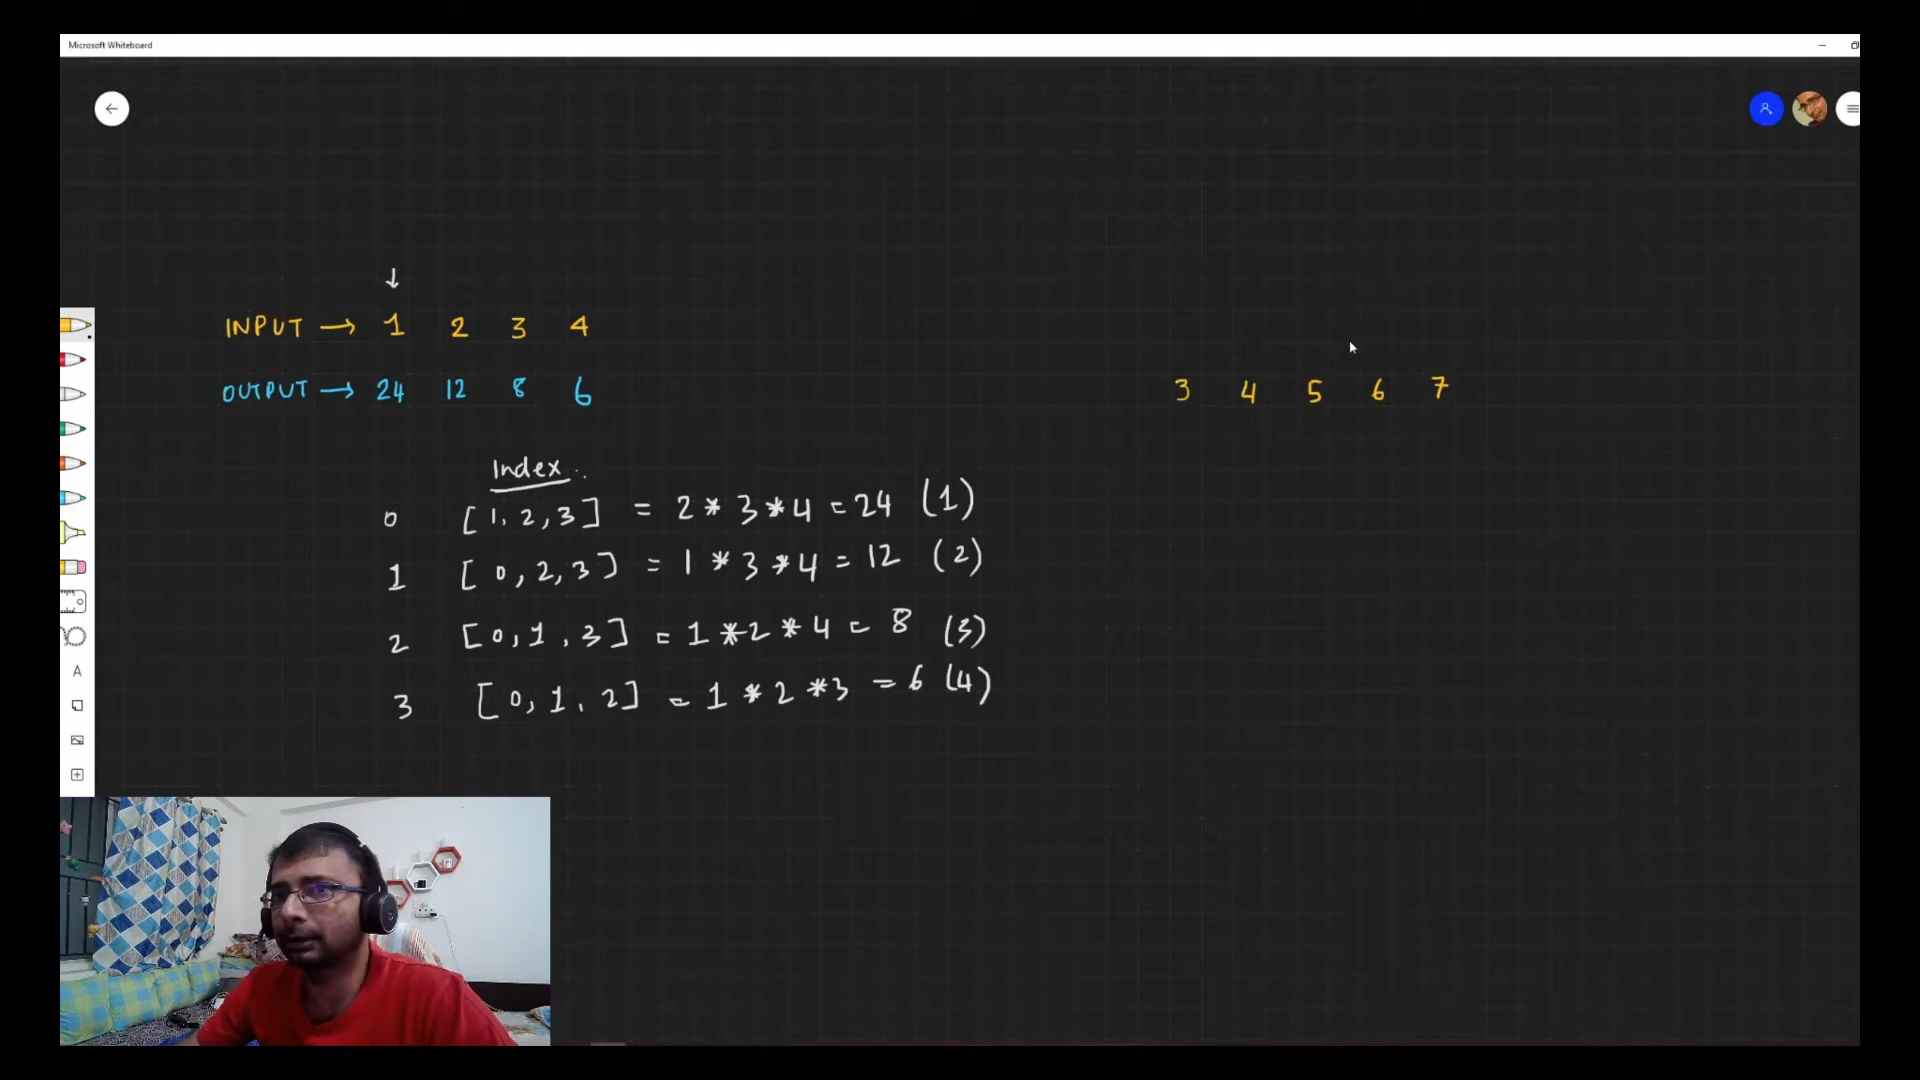 Microsoft Whiteboard
↓
INPUT → 1 2 3 4
OUTPUT → 24 12 8 6
3 4 5 6 7
Index :
0 [1, 2, 3] = 2 * 3 * 4 = 24 (1)
1 [0, 2, 3] = 1 * 3 * 4 = 12 (2)
2 [0, 1, 3] = 1 * 2 * 4 = 8 (3)
3 [0, 1, 2] = 1 * 2 * 3 = 6 (4)
A